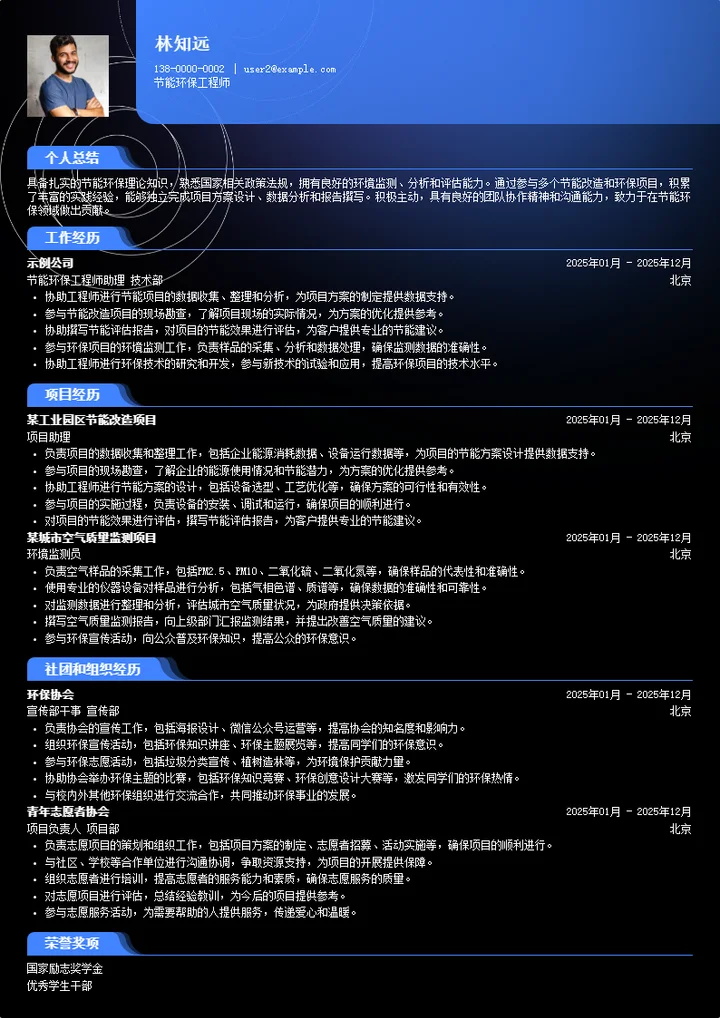 林知远
138-0000-0002 | user2@example.com
节能环保工程师
个人总结
具备扎实的节能环保理论知识，熟悉国家相关政策法规，拥有良好的环境监测、分析和评估能力。通过参与多个节能改造和环保项目，积累
了丰富的实践经验，能够独立完成项目方案设计、数据分析和报告撰写。积极主动，具有良好的团队协作精神和沟通能力，致力于在节能环
保领域做出贡献。
工作经历
示例公司 2025年01月 - 2025年12月
节能环保工程师助理 技术部 北京
• 协助工程师进行节能项目的数据收集、整理和分析，为项目方案的制定提供数据支持。
• 参与节能改造项目的现场勘查，了解项目现场的实际情况，为方案的优化提供参考。
• 协助撰写节能评估报告，对项目的节能效果进行评估，为客户提供专业的节能建议。
• 参与环保项目的环境监测工作，负责样品的采集、分析和数据处理，确保监测数据的准确性。
• 协助工程师进行环保技术的研究和开发，参与新技术的试验和应用，提高环保项目的技术水平。
项目经历
某工业园区节能改造项目 2025年01月 - 2025年12月
项目助理 北京
• 负责项目的数据收集和整理工作，包括企业能源消耗数据、设备运行数据等，为项目的节能方案设计提供数据支持。
• 参与项目的现场勘查，了解企业的能源使用情况和节能潜力，为方案的优化提供参考。
• 协助工程师进行节能方案的设计，包括设备选型、工艺优化等，确保方案的可行性和有效性。
• 参与项目的实施过程，负责设备的安装、调试和运行，确保项目的顺利进行。
• 对项目的节能效果进行评估，撰写节能评估报告，为客户提供专业的节能建议。
某城市空气质量监测项目 2025年01月 - 2025年12月
环境监测员 北京
• 负责空气样品的采集工作，包括PM2.5、PM10、二氧化硫、二氧化氮等，确保样品的代表性和准确性。
• 使用专业的仪器设备对样品进行分析，包括气相色谱、质谱等，确保数据的准确性和可靠性。
• 对监测数据进行整理和分析，评估城市空气质量状况，为政府提供决策依据。
• 撰写空气质量监测报告，向上级部门汇报监测结果，并提出改善空气质量的建议。
• 参与环保宣传活动，向公众普及环保知识，提高公众的环保意识。
社团和组织经历
环保协会 2025年01月 - 2025年12月
宣传部干事 宣传部 北京
• 负责协会的宣传工作，包括海报设计、微信公众号运营等，提高协会的知名度和影响力。
• 组织环保宣传活动，包括环保知识讲座、环保主题展览等，提高同学们的环保意识。
• 参与环保志愿活动，包括垃圾分类宣传、植树造林等，为环境保护贡献力量。
• 协助协会举办环保主题的比赛，包括环保知识竞赛、环保创意设计大赛等，激发同学们的环保热情。
• 与校内外其他环保组织进行交流合作，共同推动环保事业的发展。
青年志愿者协会 2025年01月 - 2025年12月
项目负责人 项目部 北京
• 负责志愿项目的策划和组织工作，包括项目方案的制定、志愿者招募、活动实施等，确保项目的顺利进行。
• 与社区、学校等合作单位进行沟通协调，争取资源支持，为项目的开展提供保障。
• 组织志愿者进行培训，提高志愿者的服务能力和素质，确保志愿服务的质量。
• 对志愿项目进行评估，总结经验教训，为今后的项目提供参考。
• 参与志愿服务活动，为需要帮助的人提供服务，传递爱心和温暖。
荣誉奖项
国家励志奖学金
优秀学生干部